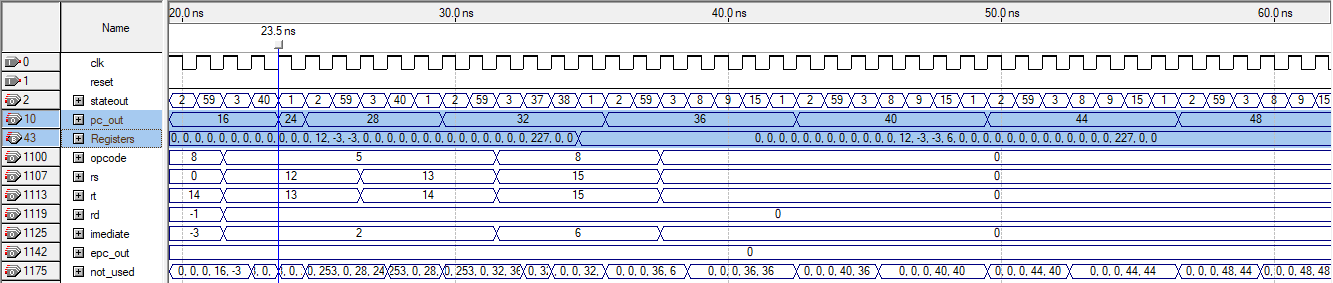 Name
20.0 ns 30.0 ns 40.0 ns 50.0 ns 60.0 ns
23.5 ns
0 clk
1 reset
2 stateout 2 59 3 40 1 2 59 3 40 1 2 59 3 37 38 1 2 59 3 8 9 15 1 2 59 3 8 9 15 1 2 59 3 8 9 15 1 2 59 3 8 9 15
10 pc_out 16 24 28 32 36 40 44 48
43 Registers 0, 0, 0, 0, 0, 0, 0, 0, 0, 0, 0, 0, 12, -3, -3, 0, 0, 0, 0, 0, 0, 0, 0, 0, 0, 0, 0, 0, 0, 227, 0, 0 0, 0, 0, 0, 0, 0, 0, 0, 0, 0, 0, 0, 12, -3, -3, 6, 0, 0, 0, 0, 0, 0, 0, 0, 0, 0, 0, 0, 0, 227, 0, 0
1100 opcode 8 5 8 0
1107 rs 0 12 13 15 0
1113 rt 14 13 14 15 0
1119 rd -1 0
1125 imediate -3 2 6 0
1142 epc_out 0
1175 not_used 0, 0, 0, 16, -3 0, 253, 0, 28, 24 253, 0, 28, 0, 253, 0, 32, 36 0, 32 0, 0, 32, 0, 0, 0, 36, 6 0, 0, 0, 36, 36 0, 0, 0, 40, 36 0, 0, 0, 40, 40 0, 0, 0, 44, 40 0, 0, 0, 44, 44 0, 0, 0, 48, 44 0, 0, 0, 48, 48